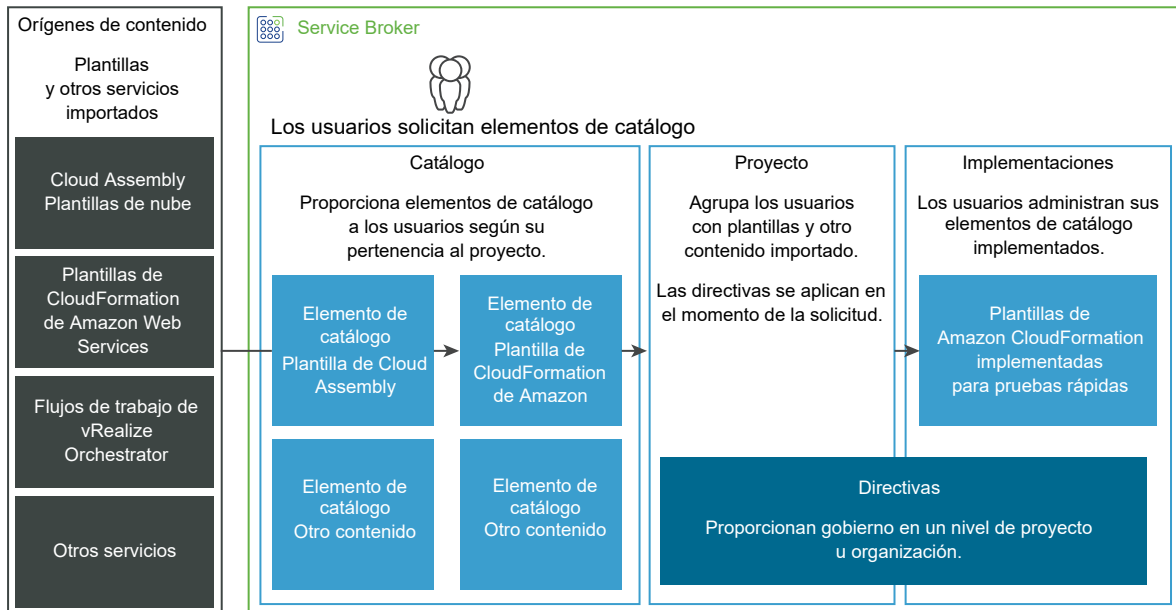 Orígenes de contenido
Plantillas
y otros servicios
importados
Cloud Assembly
Plantillas de nube
Plantillas de
CloudFormation
de Amazon Web
Services
Flujos de trabajo de
vRealize
Orchestrator
Otros servicios
Service Broker
Los usuarios solicitan elementos de catálogo
Catálogo
Proporciona elementos de catálogo
a los usuarios según su
pertenencia al proyecto.
Elemento de
catálogo
Plantilla de Cloud
Assembly
Elemento de
catálogo
Plantilla de
CloudFormation
de Amazon
Elemento de
catálogo
Otro contenido
Elemento de
catálogo
Otro contenido
Proyecto
Agrupa los usuarios
con plantillas y otro
contenido importado.
Las directivas se aplican en
el momento de la solicitud.
Implementaciones
Los usuarios administran sus
elementos de catálogo
implementados.
Plantillas de
Amazon CloudFormation
implementadas
para pruebas rápidas
Directivas
Proporcionan gobierno en un nivel de proyecto
u organización.